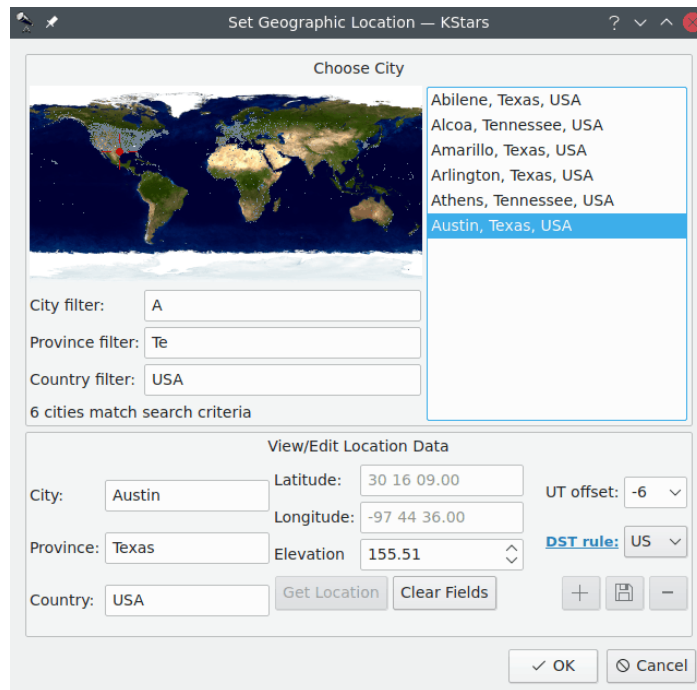 Set Geographic Location — KStars
Choose City
Abilene, Texas, USA
Alcoa, Tennessee, USA
Amarillo, Texas, USA
Arlington, Texas, USA
Athens, Tennessee, USA
Austin, Texas, USA
City filter: A
Province filter: Te
Country filter: USA
6 cities match search criteria
View/Edit Location Data
City: Austin
Province: Texas
Country: USA
Latitude: 30 16 09.00
Longitude: -97 44 36.00
Elevation 155.51
Get Location Clear Fields
UT offset: -6
DST rule: US
OK Cancel